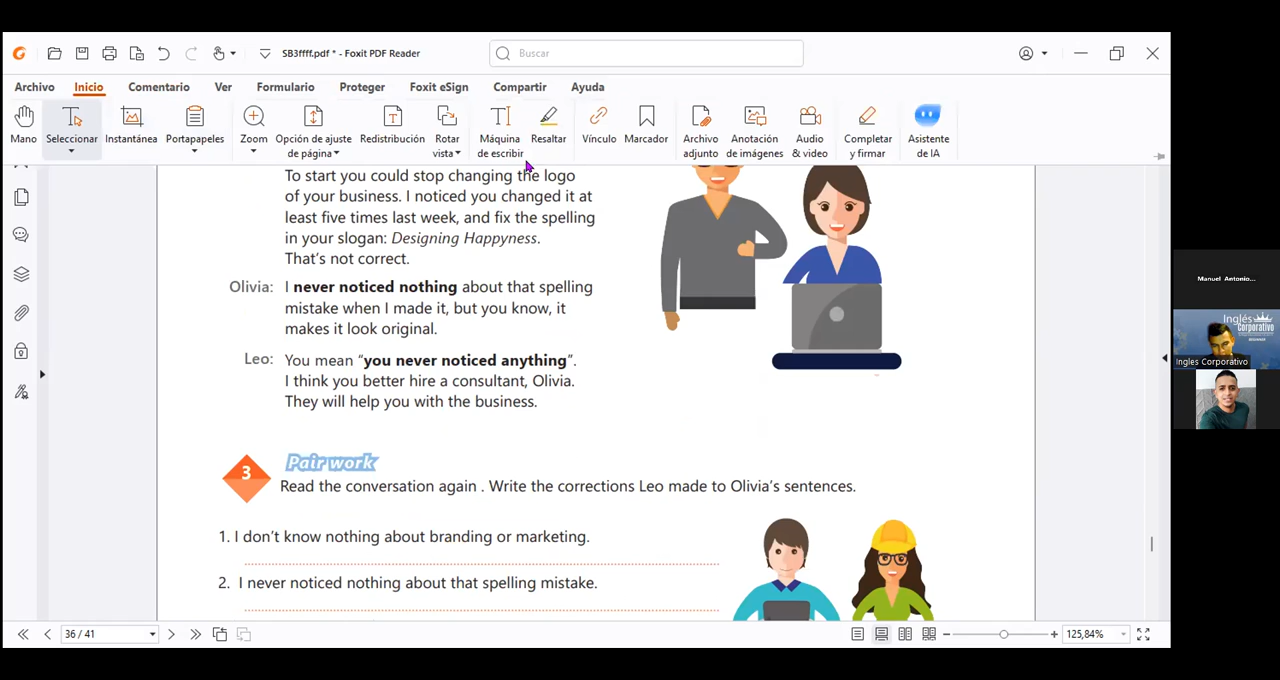 SB3ffff.pdf * - Foxit PDF Reader
Buscar
Archivo Inicio Comentario Ver Formulario Proteger Foxit eSign Compartir Ayuda
Mano Seleccionar Instantánea Portapapeles Zoom Opción de ajuste de página Redistribución Rotar vista Máquina de escribir Resaltar Vínculo Marcador Archivo adjunto Anotación de imágenes Audio & video Completar y firmar Asistente de IA
To start you could stop changing the logo
of your business. I noticed you changed it at
least five times last week, and fix the spelling
in your slogan: Designing Happyness.
That's not correct.
Olivia: I never noticed nothing about that spelling
mistake when I made it, but you know, it
makes it look original.
Leo: You mean “you never noticed anything”.
I think you better hire a consultant, Olivia.
They will help you with the business.
3 Pair work
Read the conversation again . Write the corrections Leo made to Olivia's sentences.
1. I don't know nothing about branding or marketing.
2. I never noticed nothing about that spelling mistake.
36 / 41
125,84%
Manuel Antonio...
Inglés
Corporativo
Ingles Corporativo